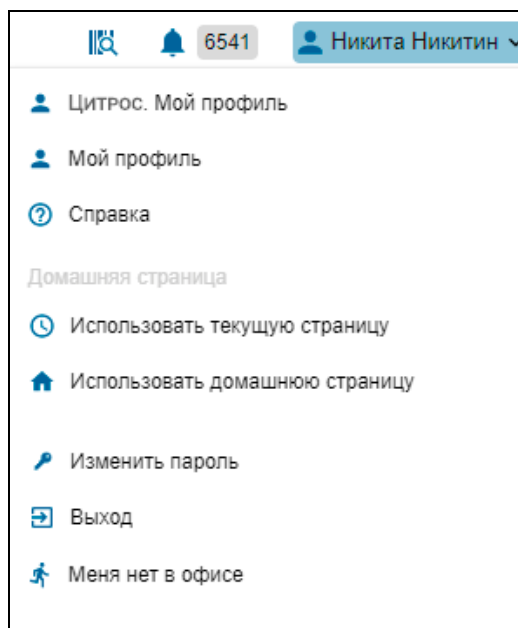 6541 Никита Никитин
Цитрос. Мой профиль
Мой профиль
Справка
Домашняя страница
Использовать текущую страницу
Использовать домашнюю страницу
Изменить пароль
Выход
Меня нет в офисе